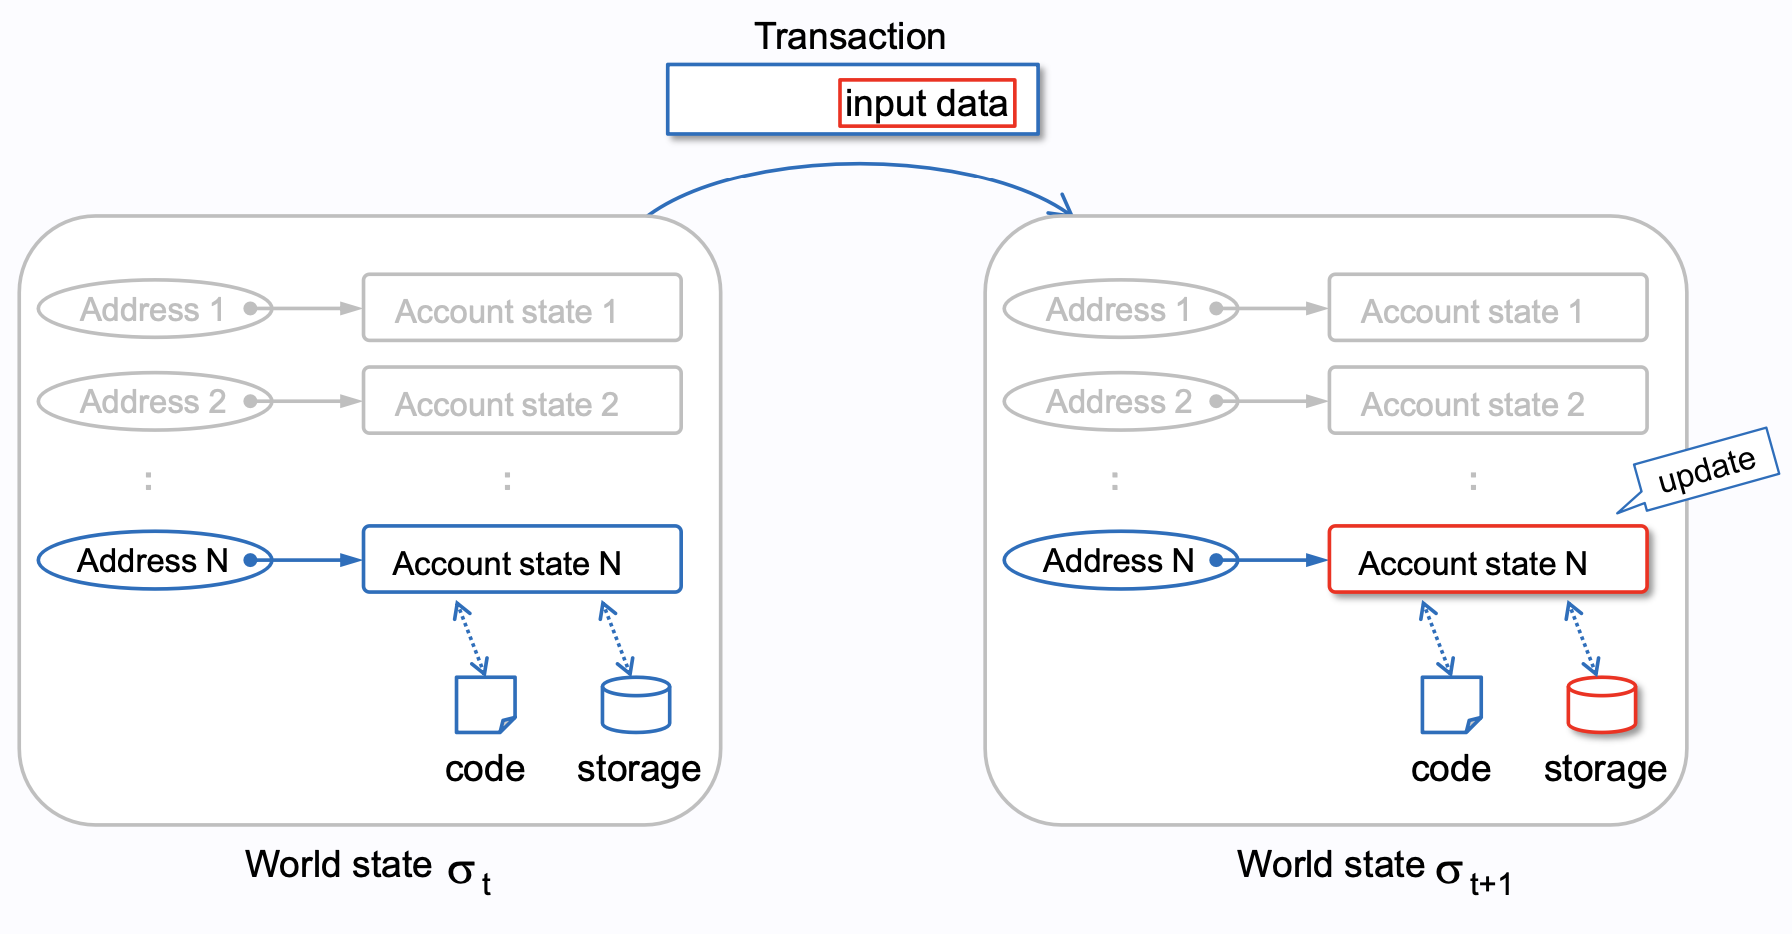 Transaction
input data
Address 1
Account state 1
Address 2
Account state 2
:
:
Address N
Account state N
code
storage
World state σ t
Address 1
Account state 1
Address 2
Account state 2
:
:
update
Address N
Account state N
code
storage
World state σ t+1